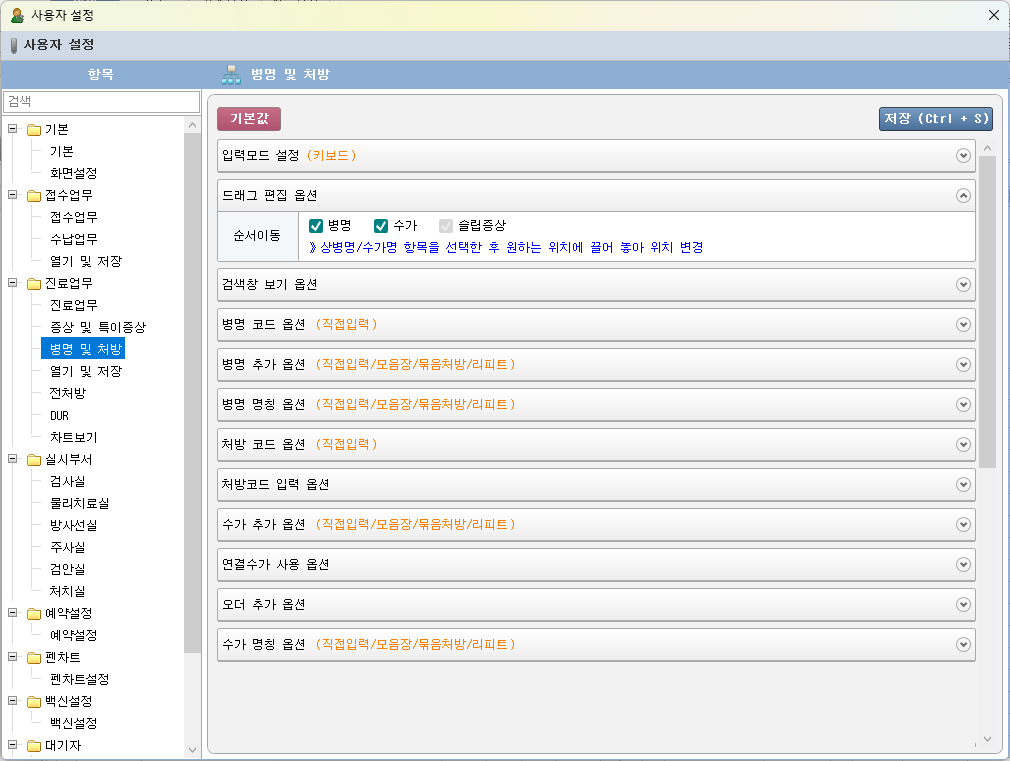 사용자 설정
사용자 설정
항목
병명 및 처방
검색
기본
기본
화면설정
접수업무
접수업무
수납업무
열기 및 저장
진료업무
진료업무
증상 및 특이증상
병명 및 처방
열기 및 저장
전처방
DUR
차트보기
실시부서
검사실
물리치료실
방사선실
주사실
검안실
처치실
예약설정
예약설정
펜차트
펜차트설정
백신설정
백신설정
대기자
기본값
저장 (Ctrl + S)
입력모드 설정 (키보드)
드래그 편집 옵션
순서이동
병명 수가 슬립증상
》상병명/수가명 항목을 선택한 후 원하는 위치에 끌어 놓아 위치 변경
검색창 보기 옵션
병명 코드 옵션 (직접입력)
병명 추가 옵션 (직접입력/모음장/묶음처방/리피트)
병명 명칭 옵션 (직접입력/모음장/묶음처방/리피트)
처방 코드 옵션 (직접입력)
처방코드 입력 옵션
수가 추가 옵션 (직접입력/모음장/묶음처방/리피트)
연결수가 사용 옵션
오더 추가 옵션
수가 명칭 옵션 (직접입력/모음장/묶음처방/리피트)